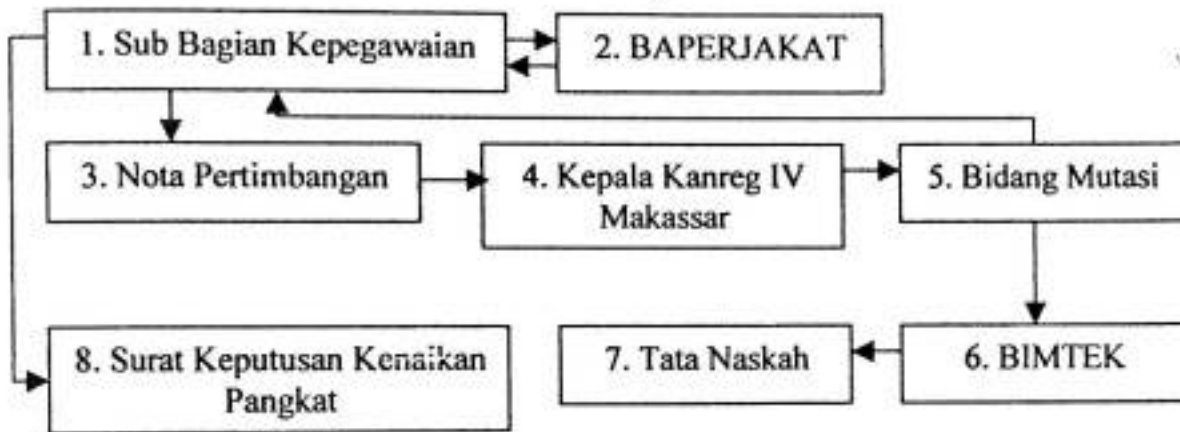 1. Sub Bagian Kepegawaian
2. BAPERJAKAT
3. Nota Pertimbangan
4. Kepala Kanreg IV
Makassar
5. Bidang Mutasi
8. Surat Keputusan Kenaikan
Pangkat
7. Tata Naskah
6. BIMTEK